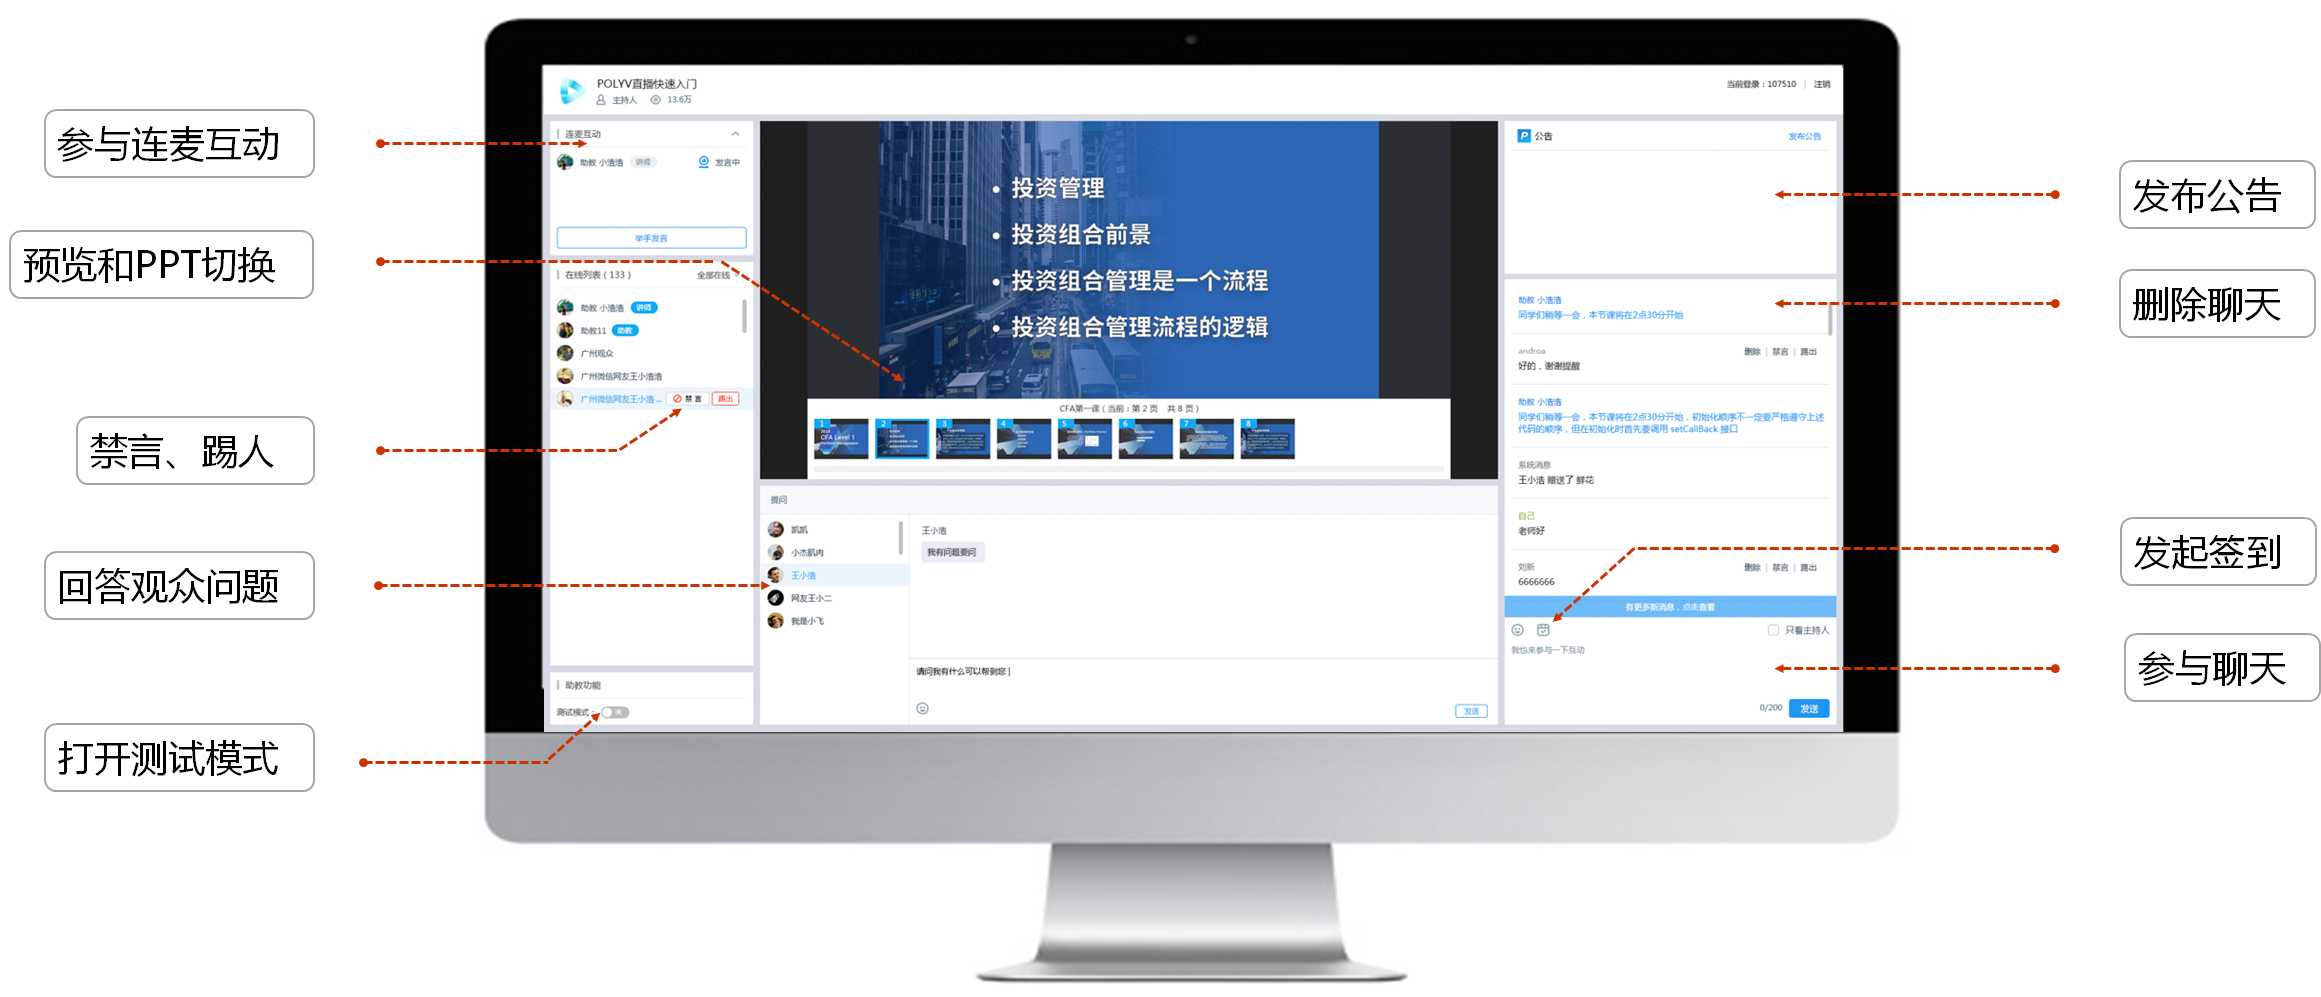 POLYV直播快速入门
主持人 13.6万
当前登录：107510 | 注销
参与连麦互动
预览和PPT切换
禁言、踢人
回答观众问题
打开测试模式
连麦互动
助教 小浩浩 讲师 发言中
举手发言
在线列表（133） 全部在线
助教 小浩浩 讲师
助教11 助教
广州观众
广州微信网友王小浩浩
广州微信网友王小浩... 禁言 踢出
助教功能
测试模式： 关
投资管理
投资组合前景
投资组合管理是一个流程
投资组合管理流程的逻辑
CFA第一课（当前：第 2 页 共 8 页）
1 2 3 4 5 6 7 8
CFA Level 1
提问
凯凯
小杰肌肉
王小浩
网友王小二
我是小飞
王小浩
我有问题要问
请问我有什么可以帮到您
发送
公告 发布公告
助教 小浩浩
同学们稍等一会，本节课将在2点30分开始
androa 删除 | 禁言 | 踢出
好的，谢谢提醒
助教 小浩浩
同学们稍等一会，本节课将在2点30分开始，初始化顺序不一定要严格遵守上述
代码的顺序，但在初始化时首先要调用 setCallBack 接口
系统消息
王小浩 赠送了 鲜花
自己
老师好
刘新 删除 | 禁言 | 踢出
6666666
有更多新消息，点击查看
只看主持人
我也来参与一下互动
0/200 发送
发布公告
删除聊天
发起签到
参与聊天